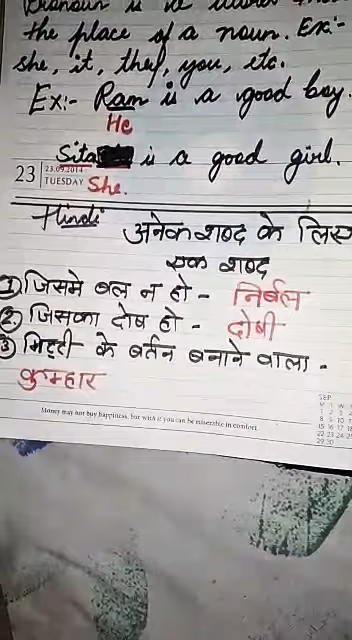 Pronoun is
the place of a noun. Ex:-
she, it, they, you, etc.
Ex:- Ram is a good boy.
He
Sita is a good girl.
23 23.09.2014
TUESDAY She.
Hindi अनेक शब्द के लिए
एक शब्द
① जिसमे बल न हो - निर्बल
② जिसका दोष हो - दोषी
③ मिट्टी के बर्तन बनाने वाला -
कुम्हार
Money may not buy happiness, but with it you can be miserable in comfort.
SEP